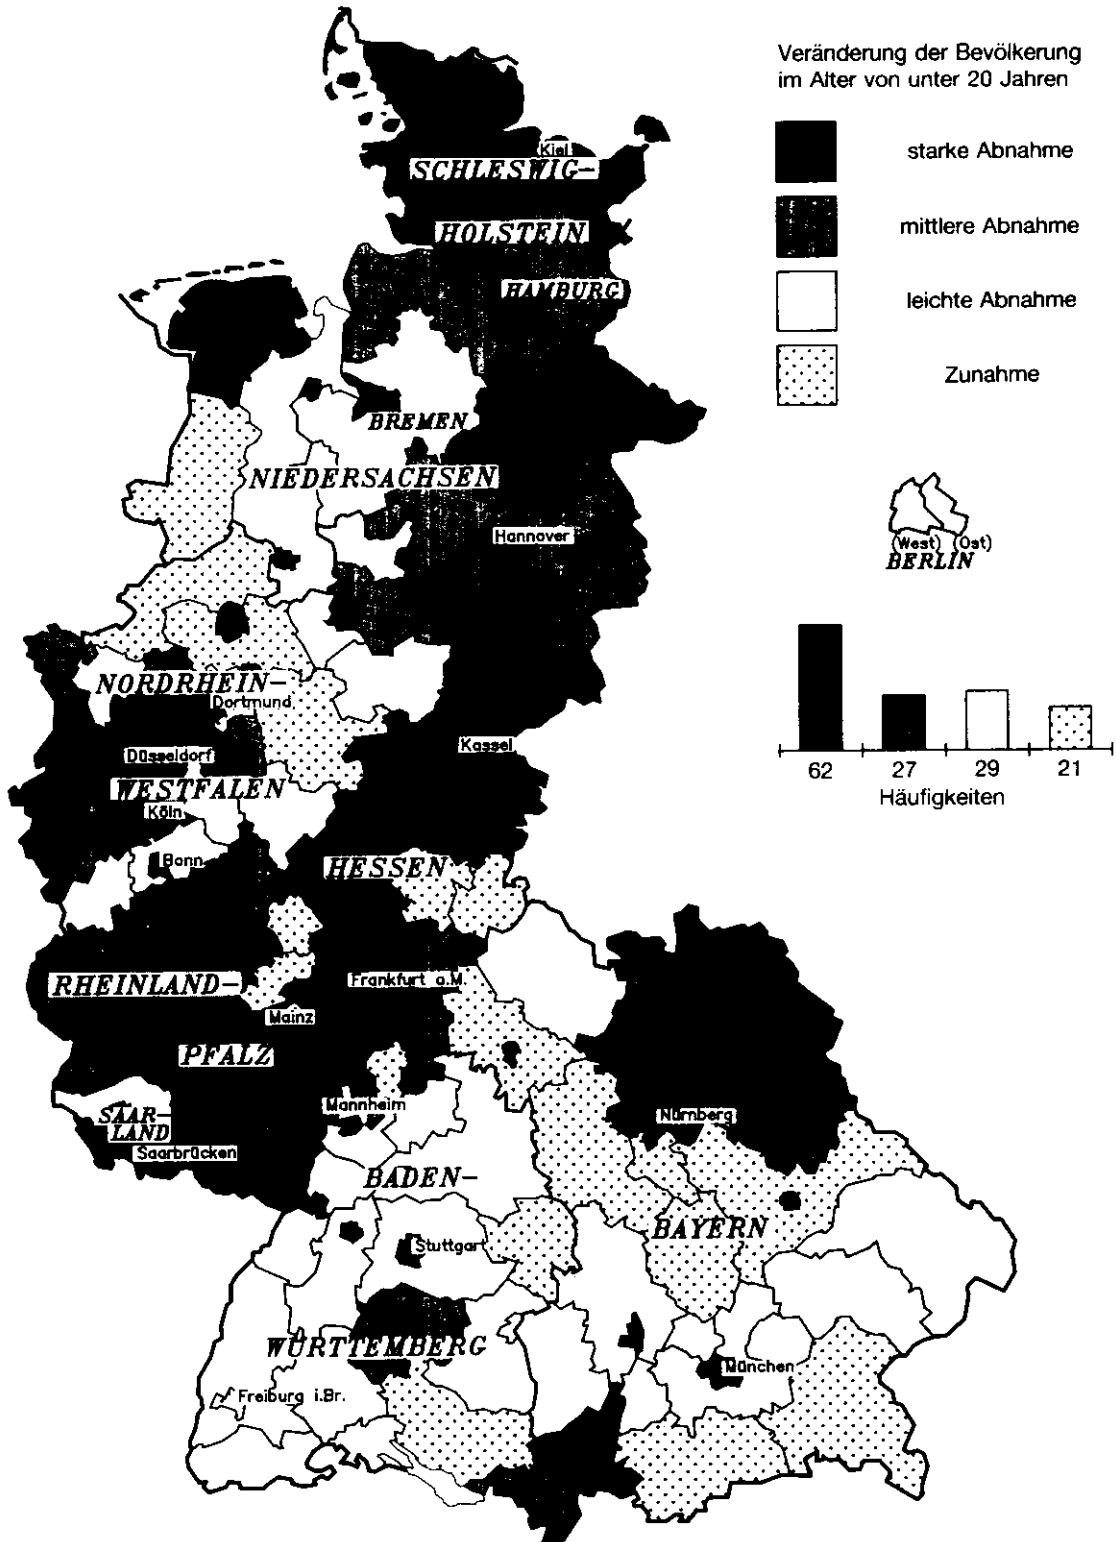 Veränderung der Bevölkerung
im Alter von unter 20 Jahren
starke Abnahme
mittlere Abnahme
leichte Abnahme
Zunahme
Kiel
SCHLESWIG–
HOLSTEIN
HAMBURG
BREMEN
NIEDERSACHSEN
Hannover
(West) (Ost)
BERLIN
NORDRHEIN–
Dortmund
Düsseldorf
WESTFALEN
Köln
Bonn
Kassel
62 27 29 21
Häufigkeiten
HESSEN
RHEINLAND–
Frankfurt a.M.
Mainz
PFALZ
Mannheim
SAAR–
LAND
Saarbrücken
Nürnberg
BADEN–
BAYERN
Stuttgart
WÜRTTEMBERG
München
Freiburg i.Br.